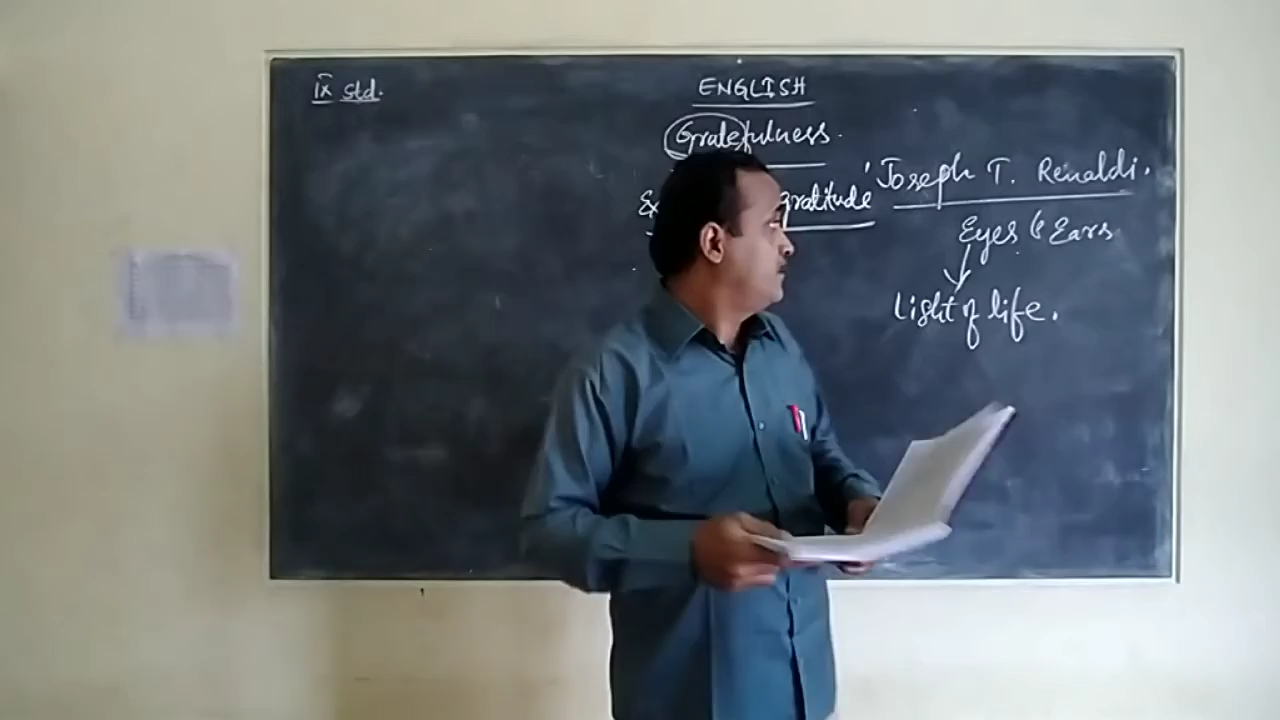 IX Std.
ENGLISH
Gratefulness.
gratitude
'Joseph T. Renaldi.
Eyes & Ears
Light of life.